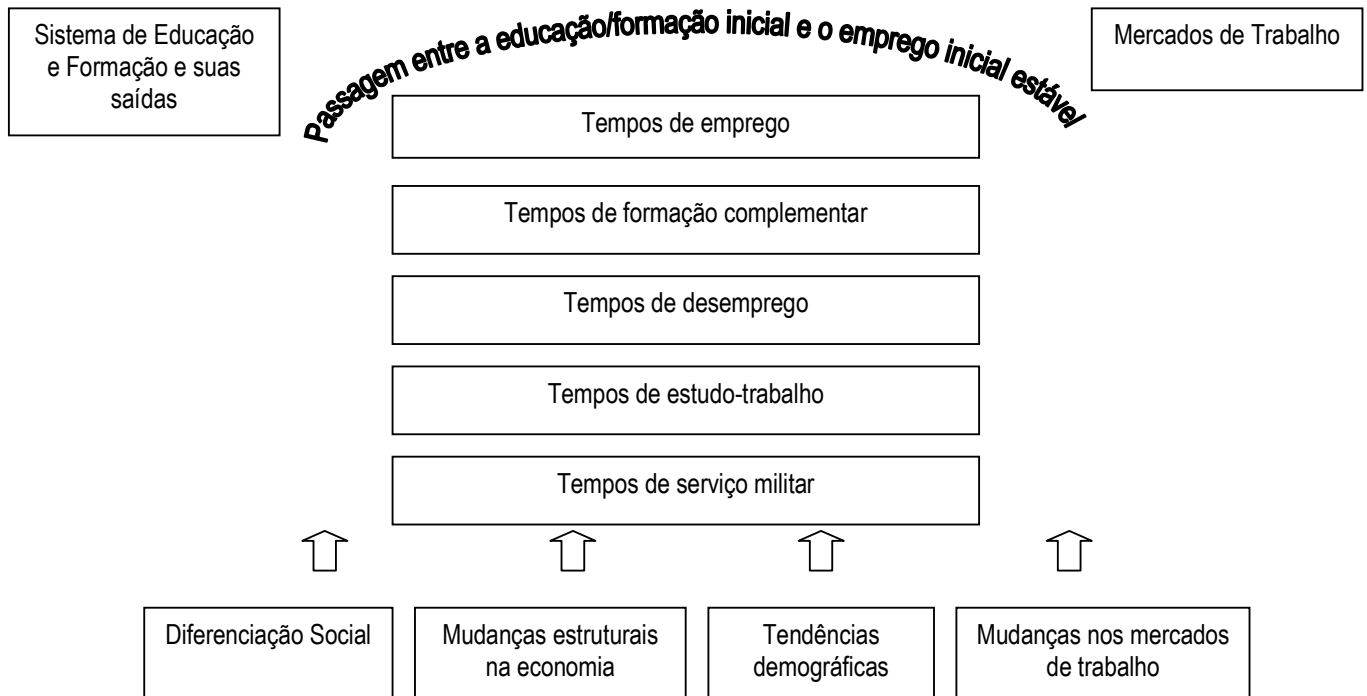 Sistema de Educação
e Formação e suas
saídas
Passagem entre a educação/formação inicial e o emprego inicial estável
Mercados de Trabalho
Tempos de emprego
Tempos de formação complementar
Tempos de desemprego
Tempos de estudo-trabalho
Tempos de serviço militar
Diferenciação Social
Mudanças estruturais
na economia
Tendências
demográficas
Mudanças nos mercados
de trabalho